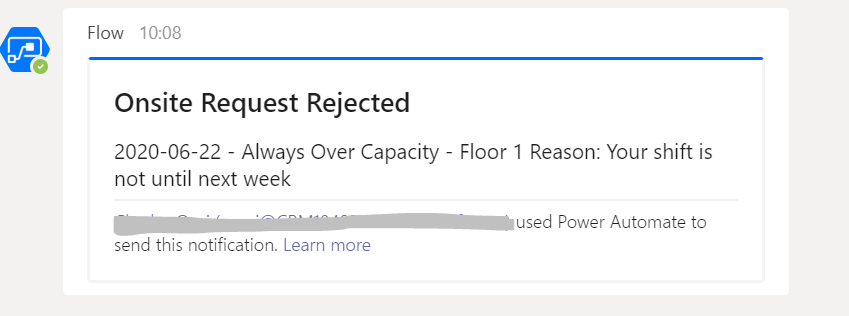 Flow 10:08
Onsite Request Rejected
2020-06-22 - Always Over Capacity - Floor 1 Reason: Your shift is
not until next week
used Power Automate to
send this notification. Learn more